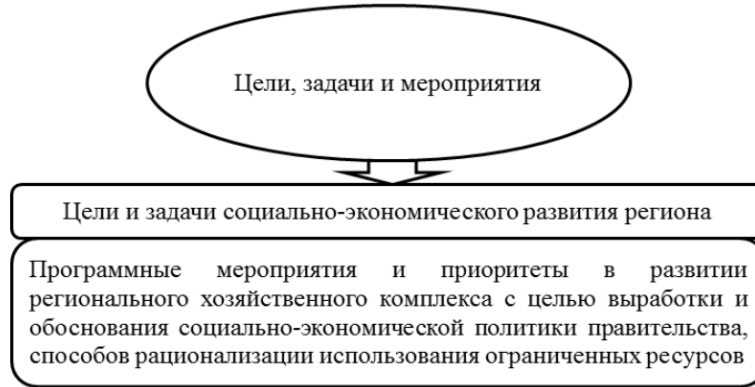 Цели, задачи и мероприятия
Цели и задачи социально-экономического развития региона
Программные мероприятия и приоритеты в развитии
регионального хозяйственного комплекса с целью выработки и
обоснования социально-экономической политики правительства,
способов рационализации использования ограниченных ресурсов